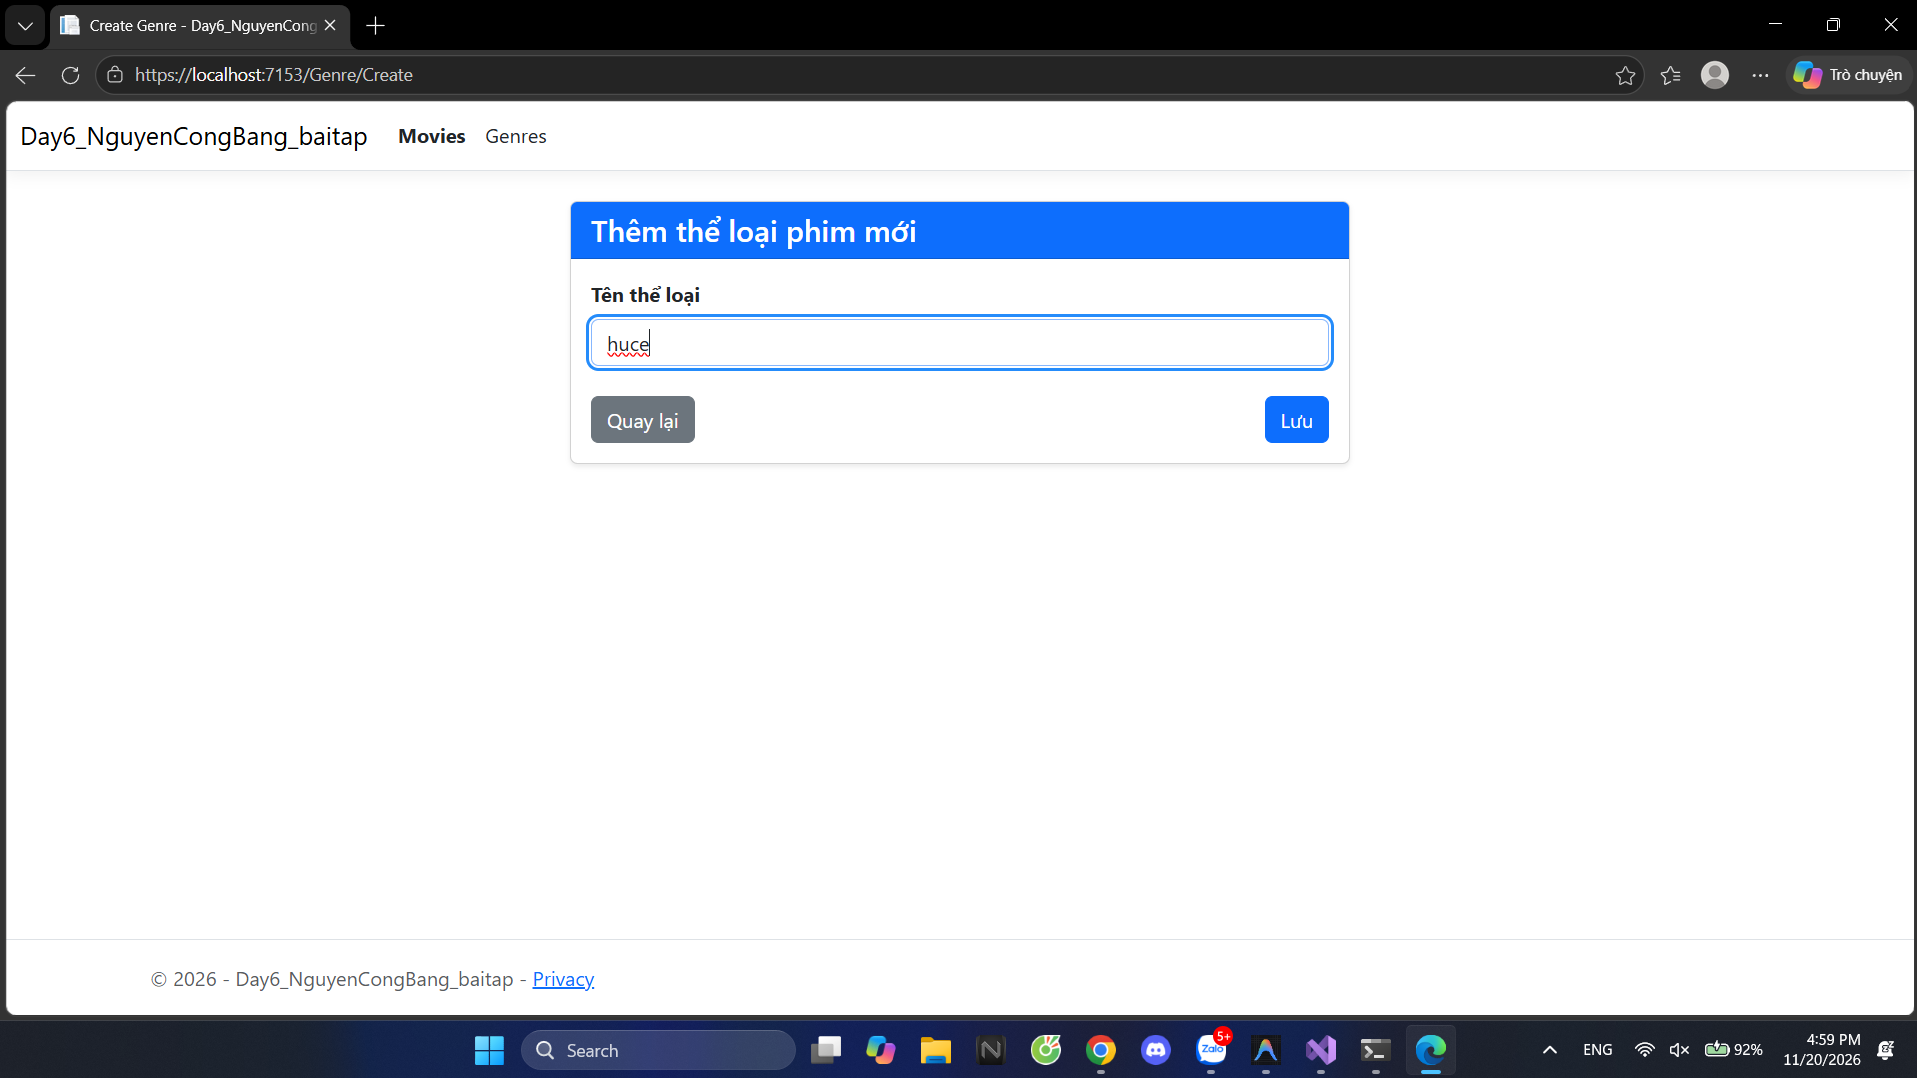 Create Genre - Day6_NguyenCong
https://localhost:7153/Genre/Create
Trò chuyện
Day6_NguyenCongBang_baitap Movies Genres
Thêm thể loại phim mới
Tên thể loại
huce
Quay lại Lưu
© 2026 - Day6_NguyenCongBang_baitap - Privacy
Search
Zalo
5+
ENG
92%
4:59 PM
11/20/2026